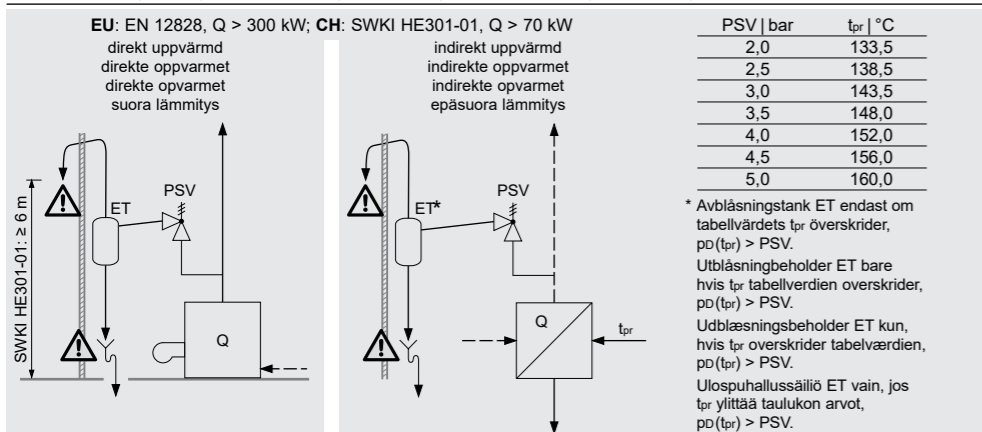 EU: EN 12828, Q > 300 kW; CH: SWKI HE301-01, Q > 70 kW
direkt uppvärmd
direkte oppvarmet
direkte opvarmet
suora lämmitys
SWKI HE301-01: ≥ 6 m
ET
PSV
Q
indirekt uppvärmd
indirekte oppvarmet
indirekte opvarmet
epäsuora lämmitys
ET*
PSV
Q
tpr
PSV | bar tpr | °C
2,0 133,5
2,5 138,5
3,0 143,5
3,5 148,0
4,0 152,0
4,5 156,0
5,0 160,0
* Avblåsningstank ET endast om
tabellvärdets tpr överskrider,
pD(tpr) > PSV.
Utblåsningbeholder ET bare
hvis tpr tabellverdien overskrider,
pD(tpr) > PSV.
Udblæsningsbeholder ET kun,
hvis tpr overskrider tabelværdien,
pD(tpr) > PSV.
Ulospuhallussäiliö ET vain, jos
tpr ylittää taulukon arvot,
pD(tpr) > PSV.